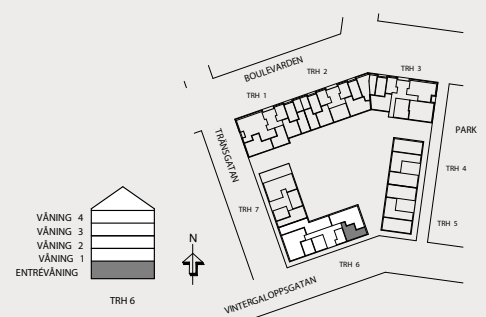 BOULEVARDEN
TRH 1
TRH 2
TRH 3
TRÄNSGATAN
PARK
TRH 4
TRH 7
TRH 5
TRH 6
VINTERGALOPPSGATAN
N
VÅNING 4
VÅNING 3
VÅNING 2
VÅNING 1
ENTRÉVÅNING
TRH 6